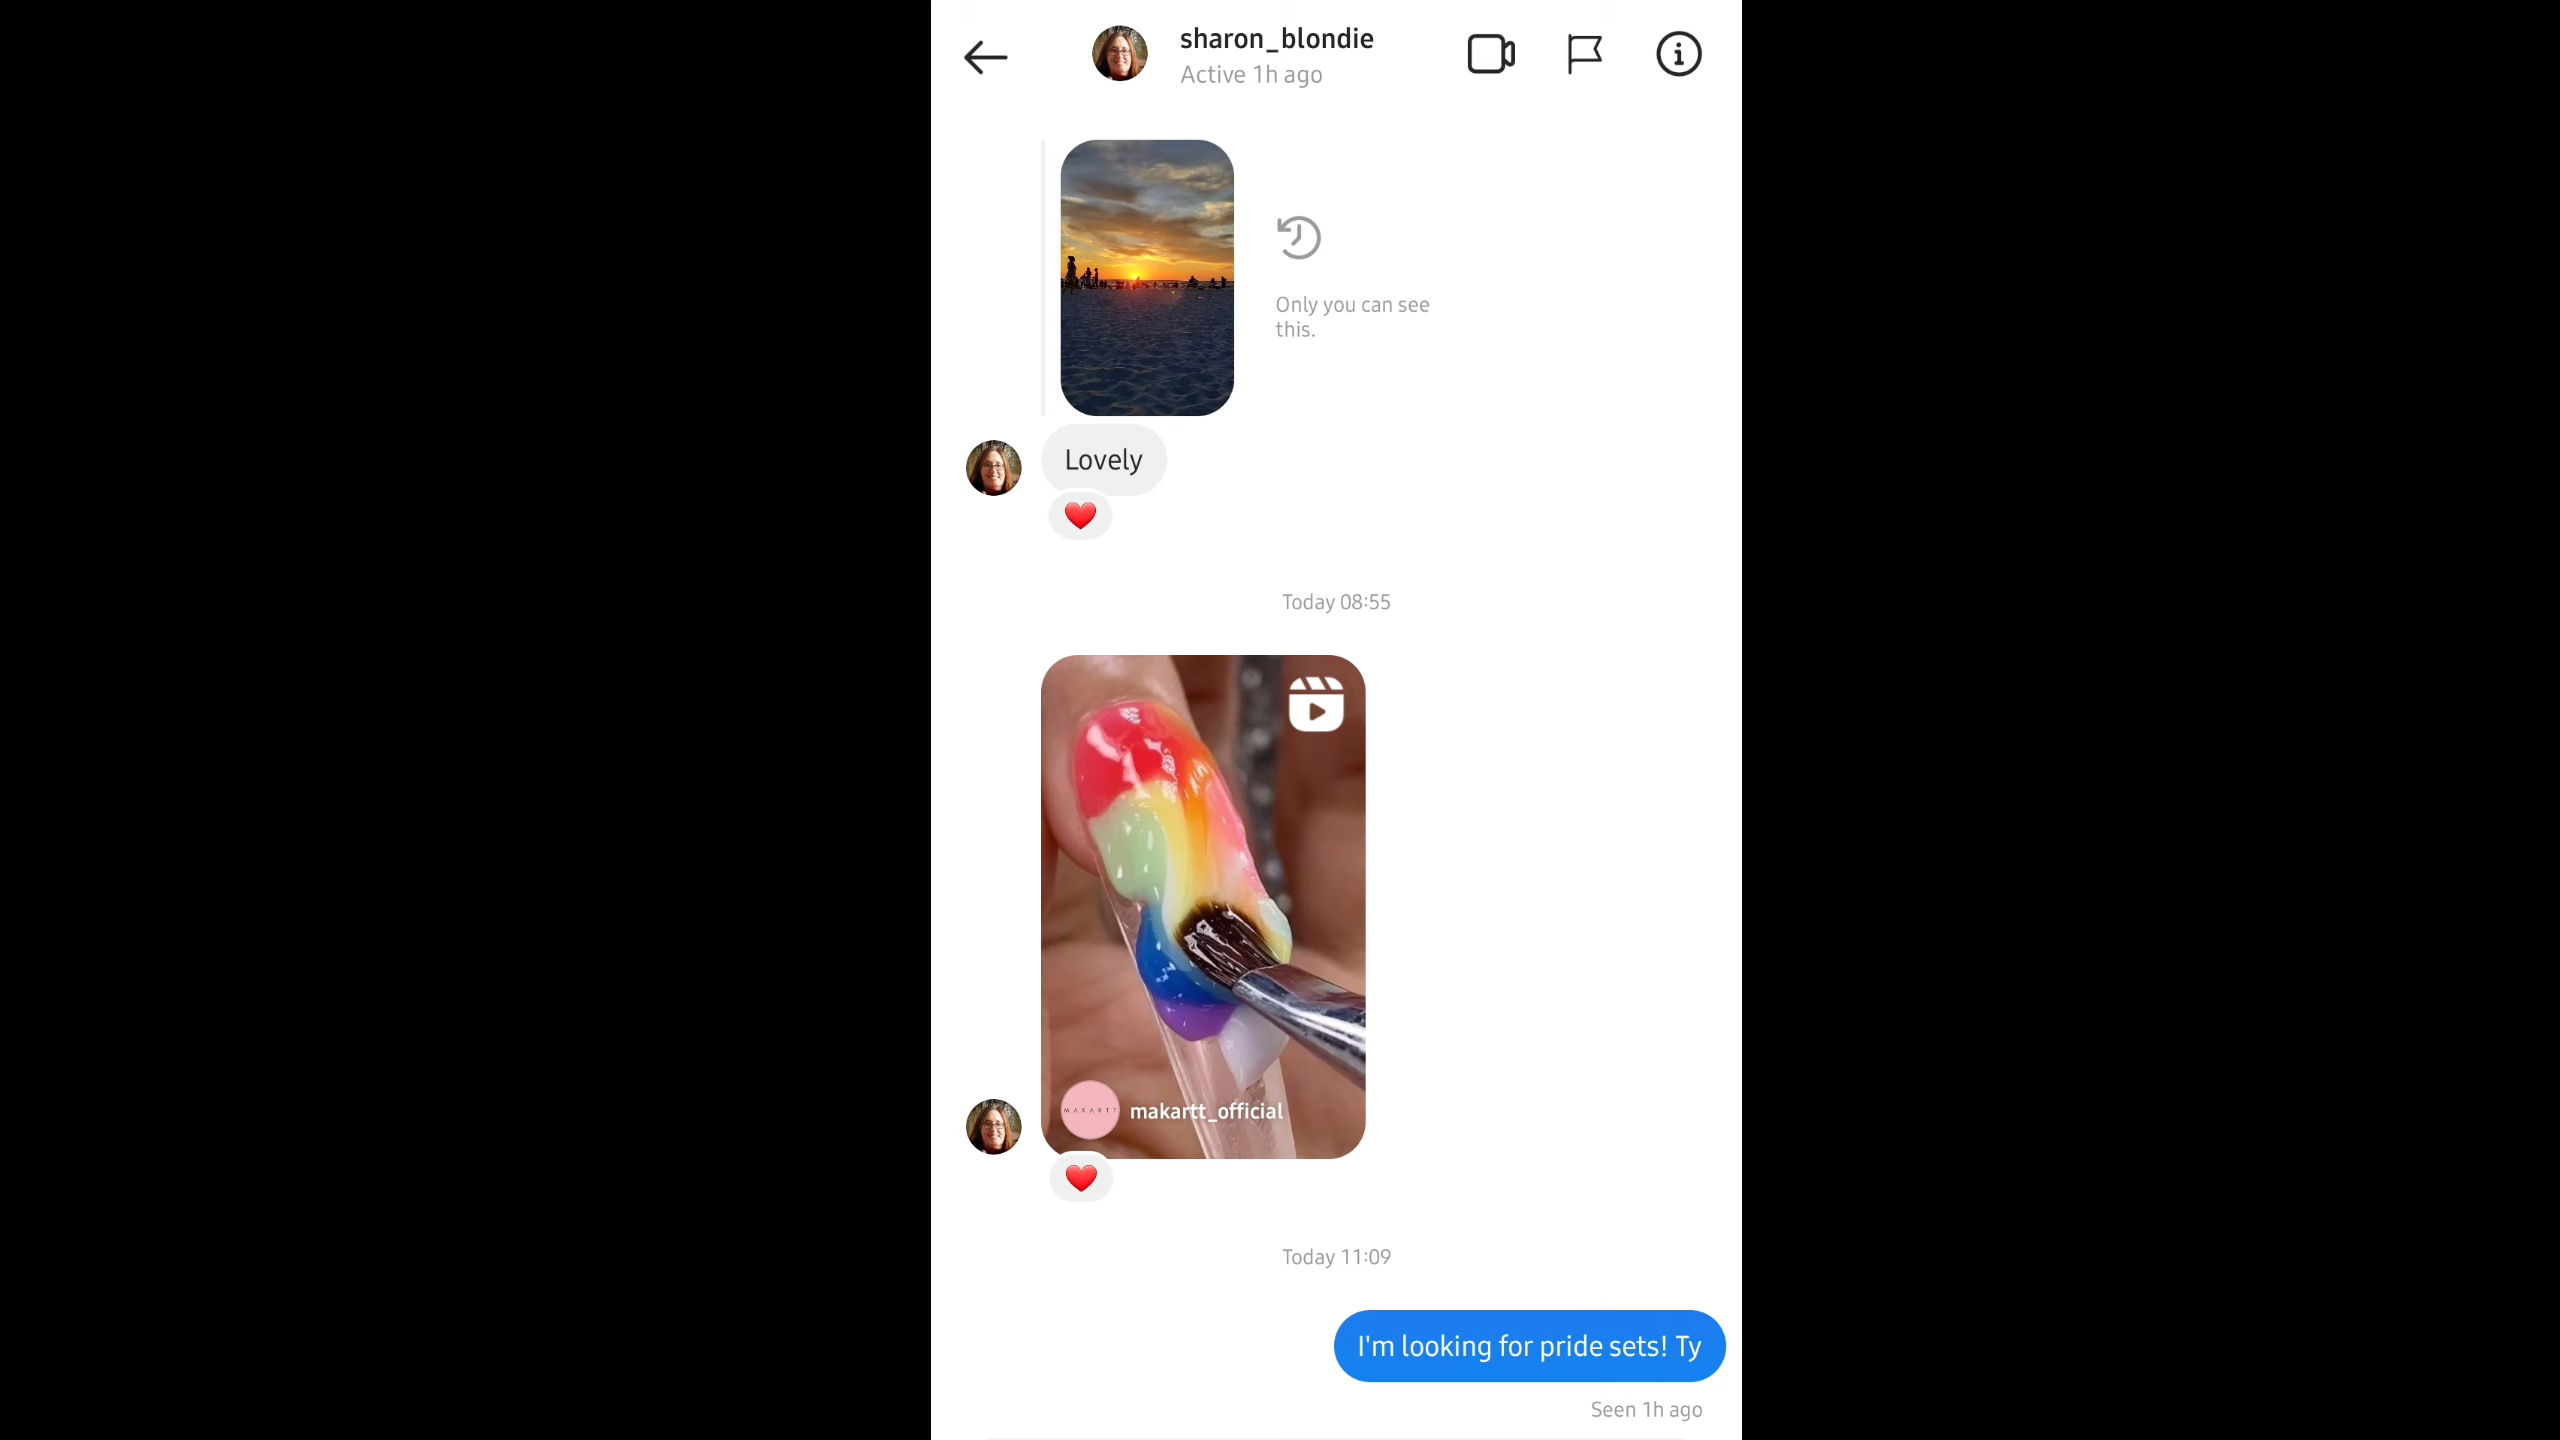 sharon_blondie
Active 1h ago
Only you can see
this.
Lovely
Today 08:55
MAKARTT
makartt_official
Today 11:09
I'm looking for pride sets! Ty
Seen 1h ago